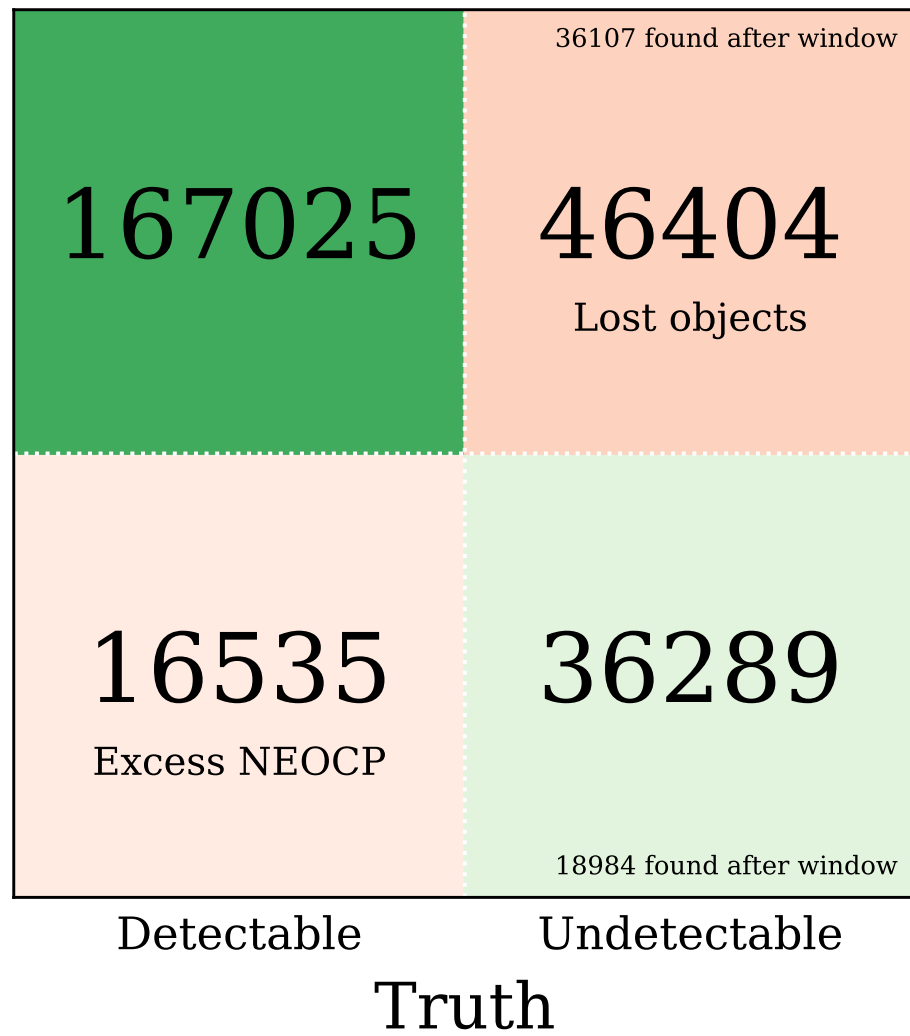 36107 found after window
167025
46404
Lost objects
16535
36289
Excess NEOCP
18984 found after window
Detectable
Undetectable
Truth